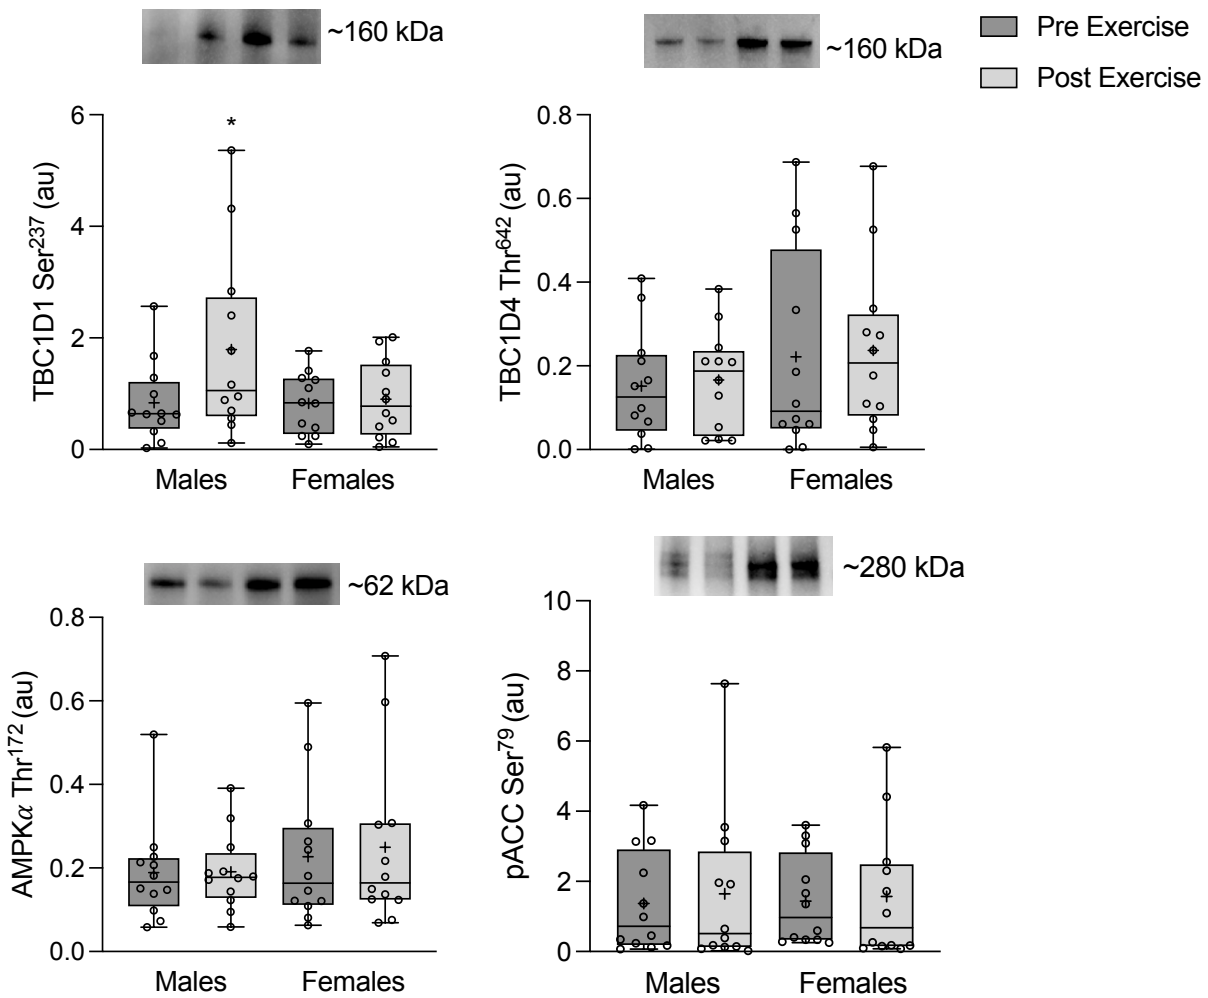 ~160 kDa
~160 kDa
Pre Exercise
Post Exercise
TBC1D1 Ser²³⁷ (au)
6
4
2
0
*
Males
Females
TBC1D4 Thr⁶⁴² (au)
0.8
0.6
0.4
0.2
0.0
Males
Females
~62 kDa
~280 kDa
AMPKα Thr¹⁷² (au)
0.8
0.6
0.4
0.2
0.0
Males
Females
pACC Ser⁷⁹ (au)
10
8
6
4
2
0
Males
Females